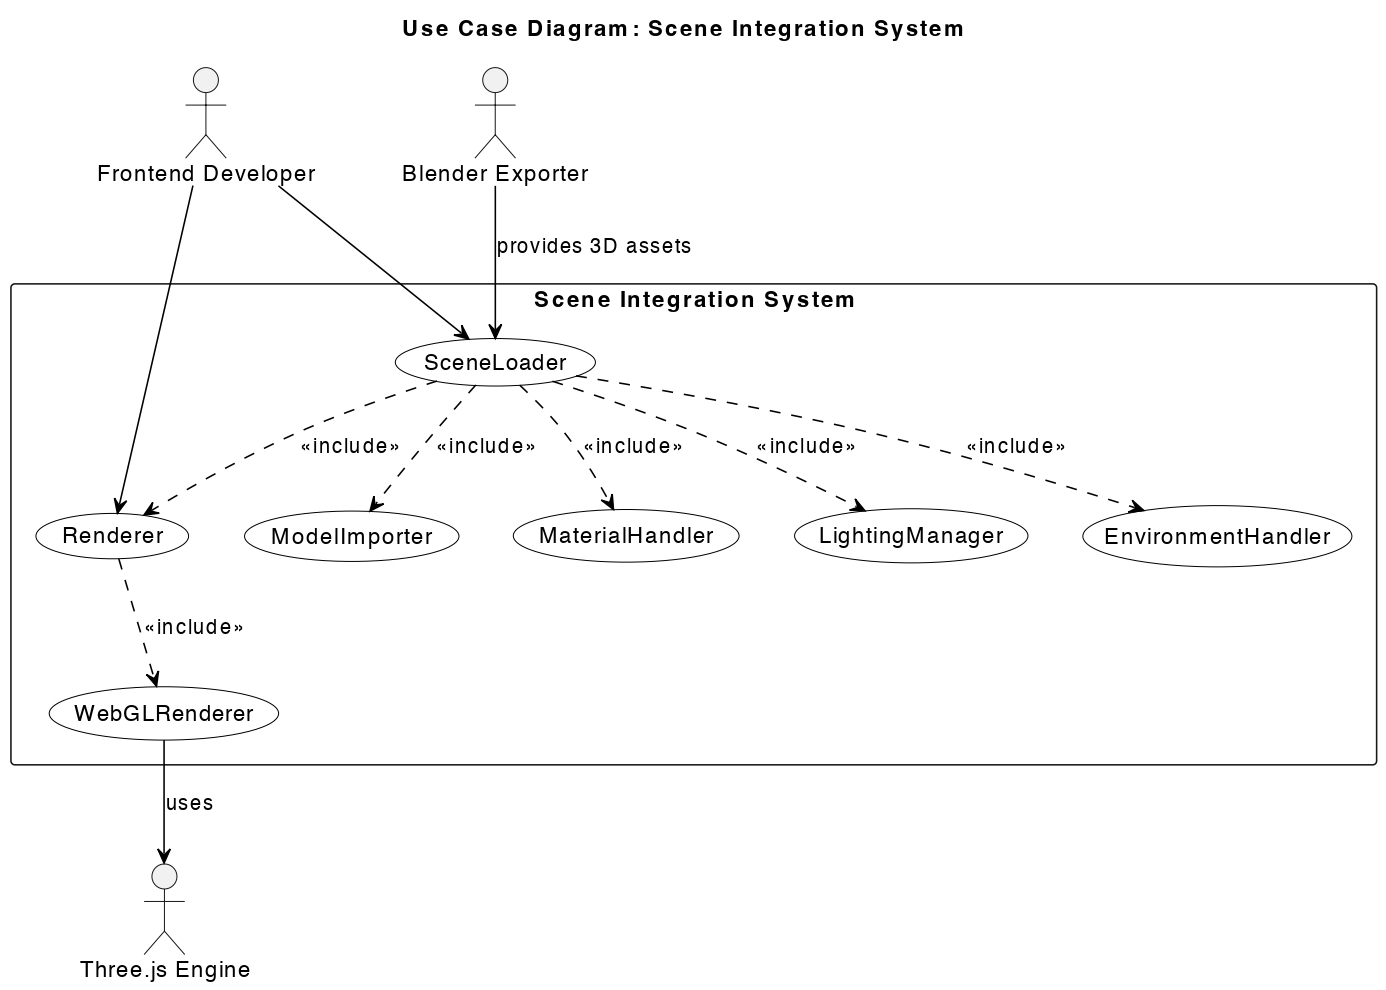 Use Case Diagram: Scene Integration System
Frontend Developer
Blender Exporter
provides 3D assets
Scene Integration System
SceneLoader
«include»
«include»
«include»
«include»
«include»
Renderer
ModelImporter
MaterialHandler
LightingManager
EnvironmentHandler
«include»
WebGLRenderer
uses
Three.js Engine